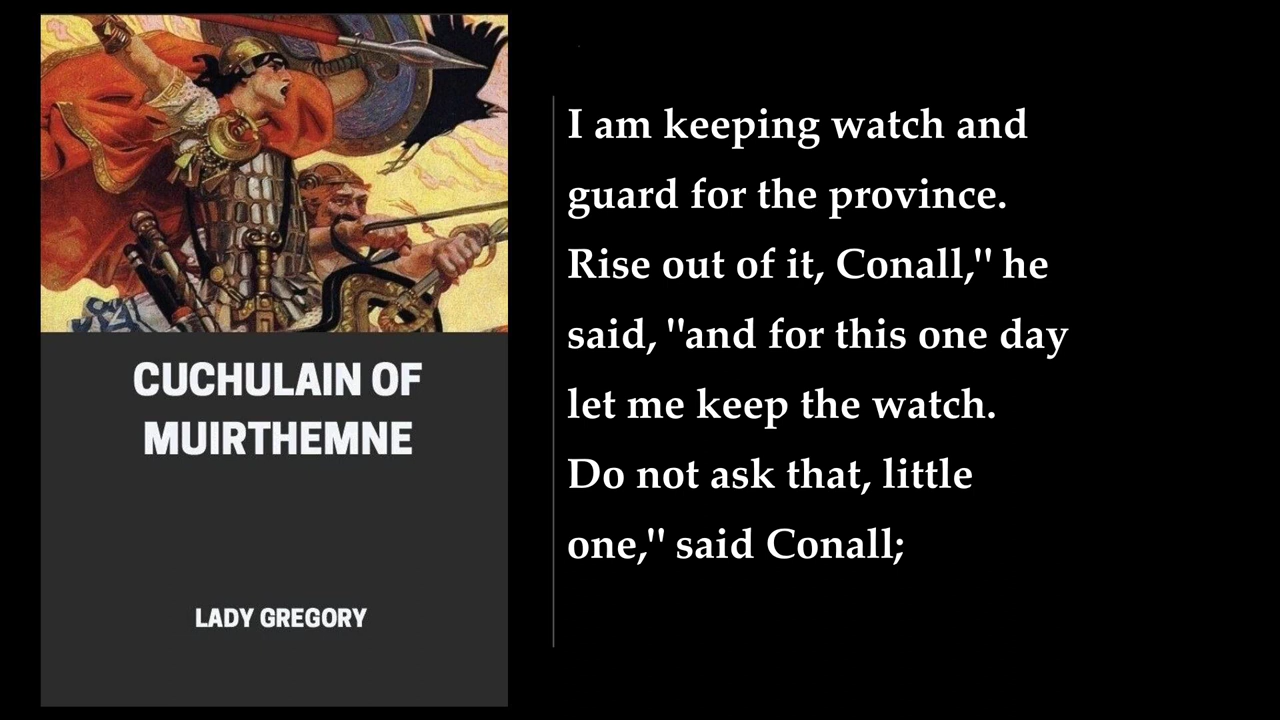 CUCHULAIN OF
MUIRTHEMNE
LADY GREGORY
I am keeping watch and
guard for the province.
Rise out of it, Conall," he
said, "and for this one day
let me keep the watch.
Do not ask that, little
one," said Conall;